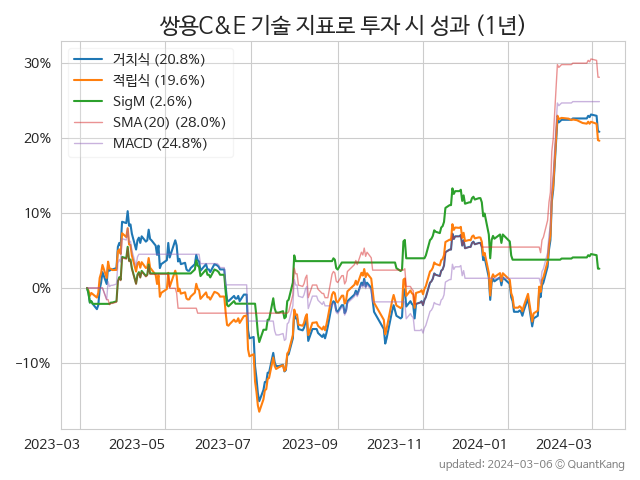 쌍용C&E 기술 지표로 투자 시 성과 (1년)
거치식 (20.8%)
적립식 (19.6%)
SigM (2.6%)
SMA(20) (28.0%)
MACD (24.8%)
30%
20%
10%
0%
−10%
2023-03 2023-05 2023-07 2023-09 2023-11 2024-01 2024-03
updated: 2024-03-06 © QuantKang